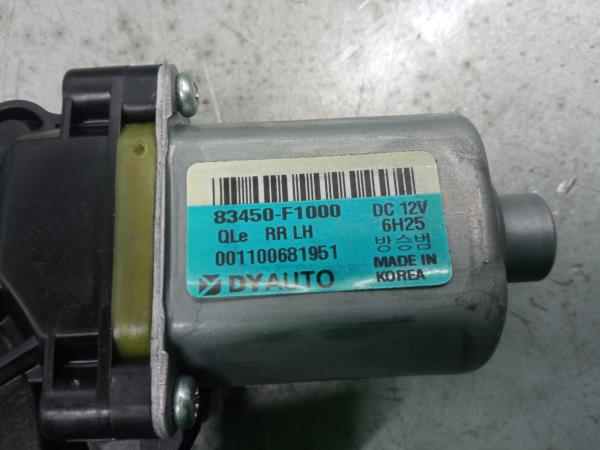 83450-F1000 DC 12V
QLe RR LH 6H25
001100681951 방승범
DYAUTO MADE IN
KOREA